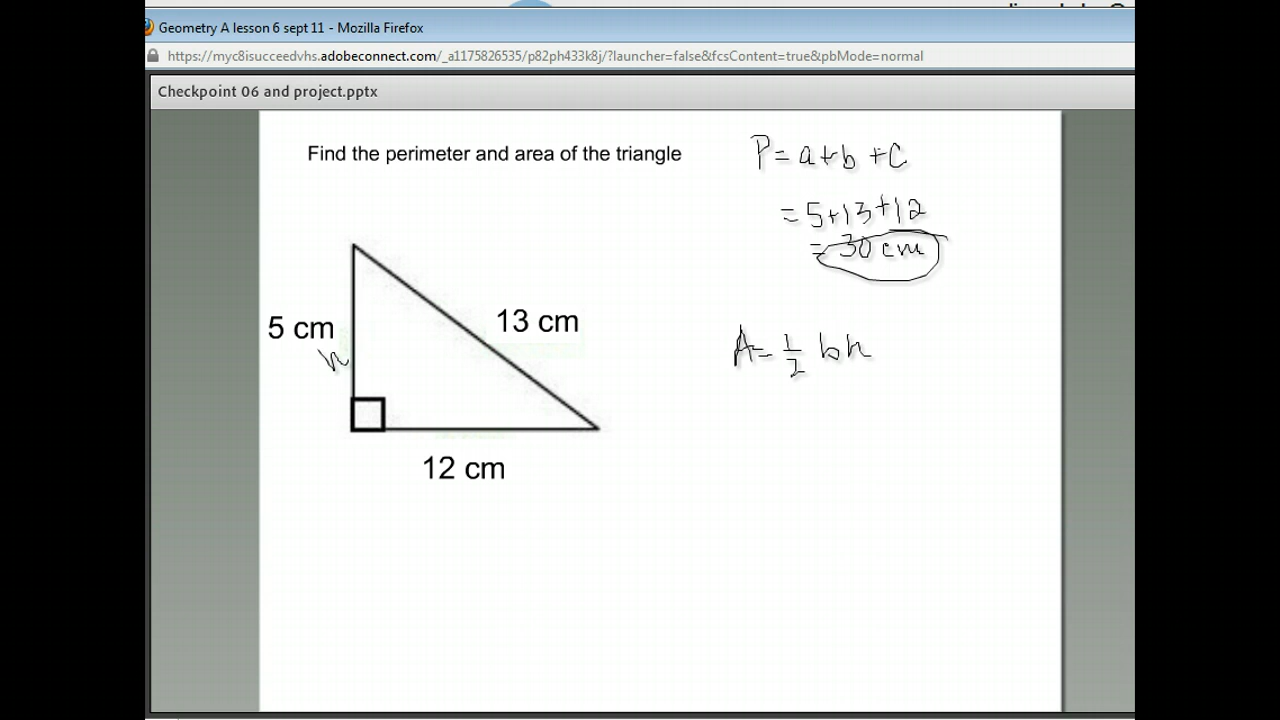 Geometry A lesson 6 sept 11 - Mozilla Firefox
https://myc8isucceedvhs.adobeconnect.com/_a1175826535/p82ph433k8j/?launcher=false&fcsContent=true&pbMode=normal
Checkpoint 06 and project.pptx
Find the perimeter and area of the triangle
P = a+b+c
= 5+13+12
= 30 cm
5 cm
13 cm
h
A = 1/2 bh
12 cm